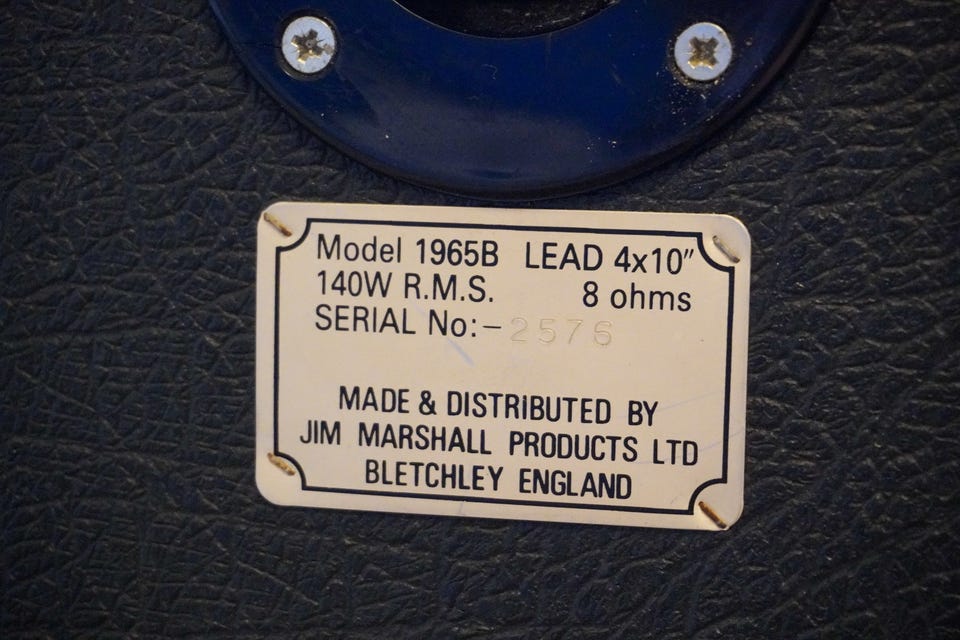 Model 1965B LEAD 4x10″
140W R.M.S. 8 ohms
SERIAL No:- 2576
MADE & DISTRIBUTED BY
JIM MARSHALL PRODUCTS LTD
BLETCHLEY ENGLAND